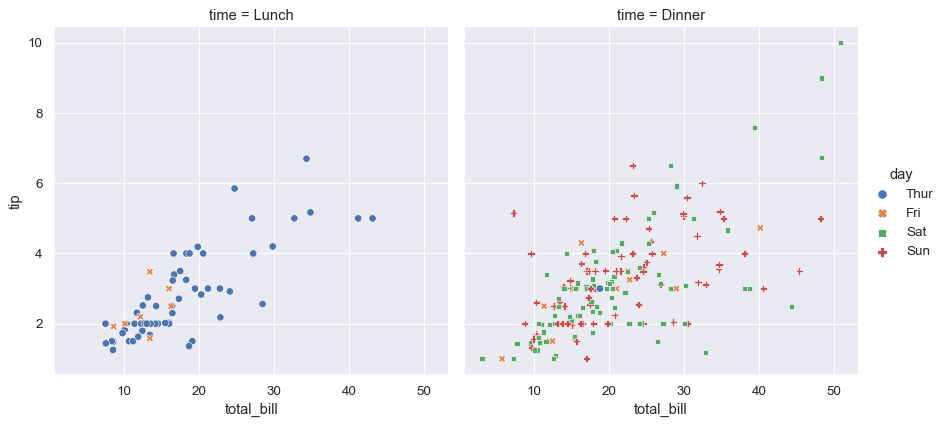 time = Lunch
time = Dinner
tip
10
8
6
4
2
10 20 30 40 50
10 20 30 40 50
total_bill
total_bill
day
Thur
Fri
Sat
Sun